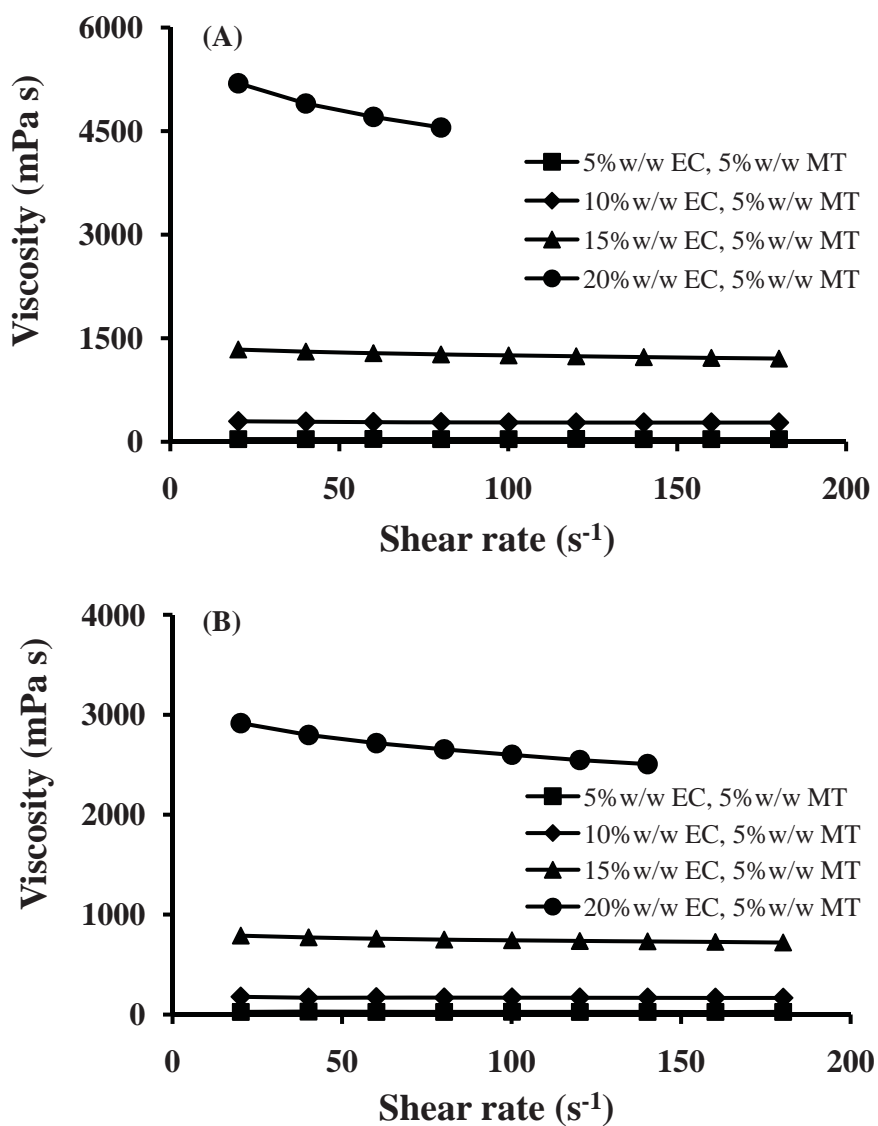 (A)
6000
4500
3000
1500
0
Viscosity (mPa s)
5%w/w EC, 5%w/w MT
10%w/w EC, 5%w/w MT
15%w/w EC, 5%w/w MT
20%w/w EC, 5%w/w MT
0 50 100 150 200
Shear rate (s⁻¹)
(B)
4000
3000
2000
1000
0
Viscosity (mPa s)
5%w/w EC, 5%w/w MT
10%w/w EC, 5%w/w MT
15%w/w EC, 5%w/w MT
20%w/w EC, 5%w/w MT
0 50 100 150 200
Shear rate (s⁻¹)